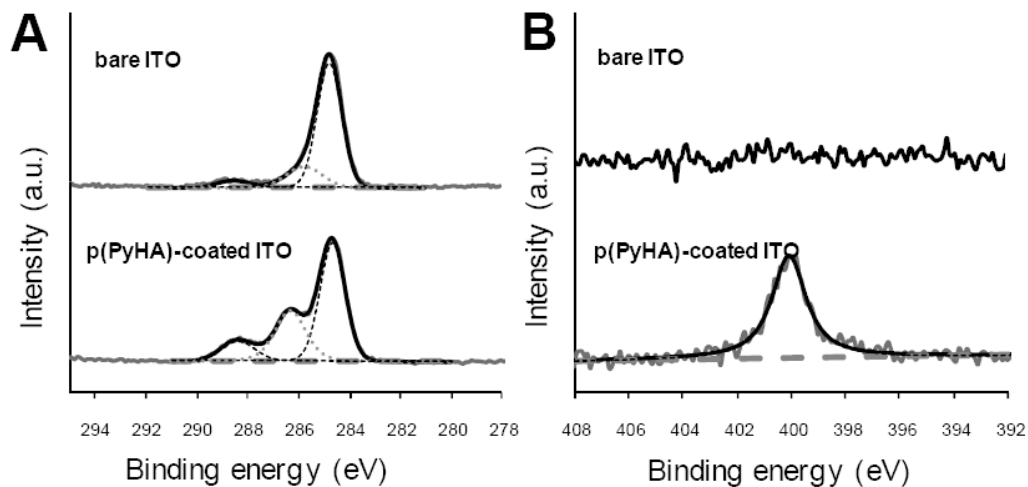 A
bare ITO
p(PyHA)-coated ITO
Intensity (a.u.)
294 292 290 288 286 284 282 280 278
Binding energy (eV)
B
bare ITO
p(PyHA)-coated ITO
Intensity (a.u.)
408 406 404 402 400 398 396 394 392
Binding energy (eV)